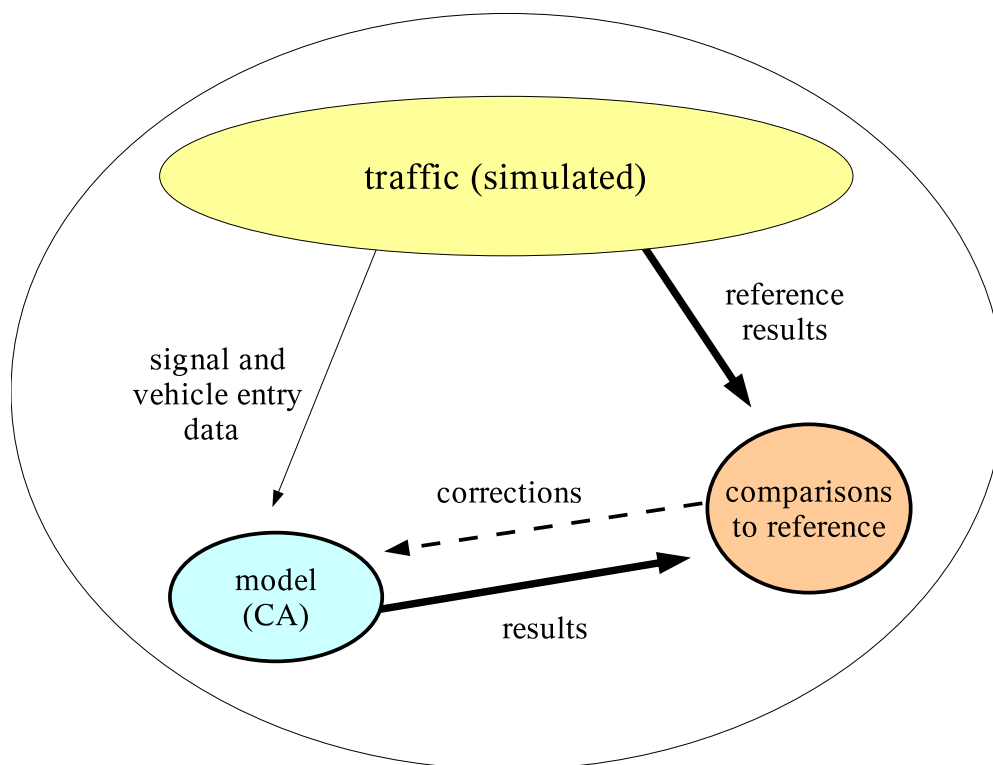 traffic (simulated)
reference
results
signal and
vehicle entry
data
corrections
comparisons
to reference
model
(CA)
results